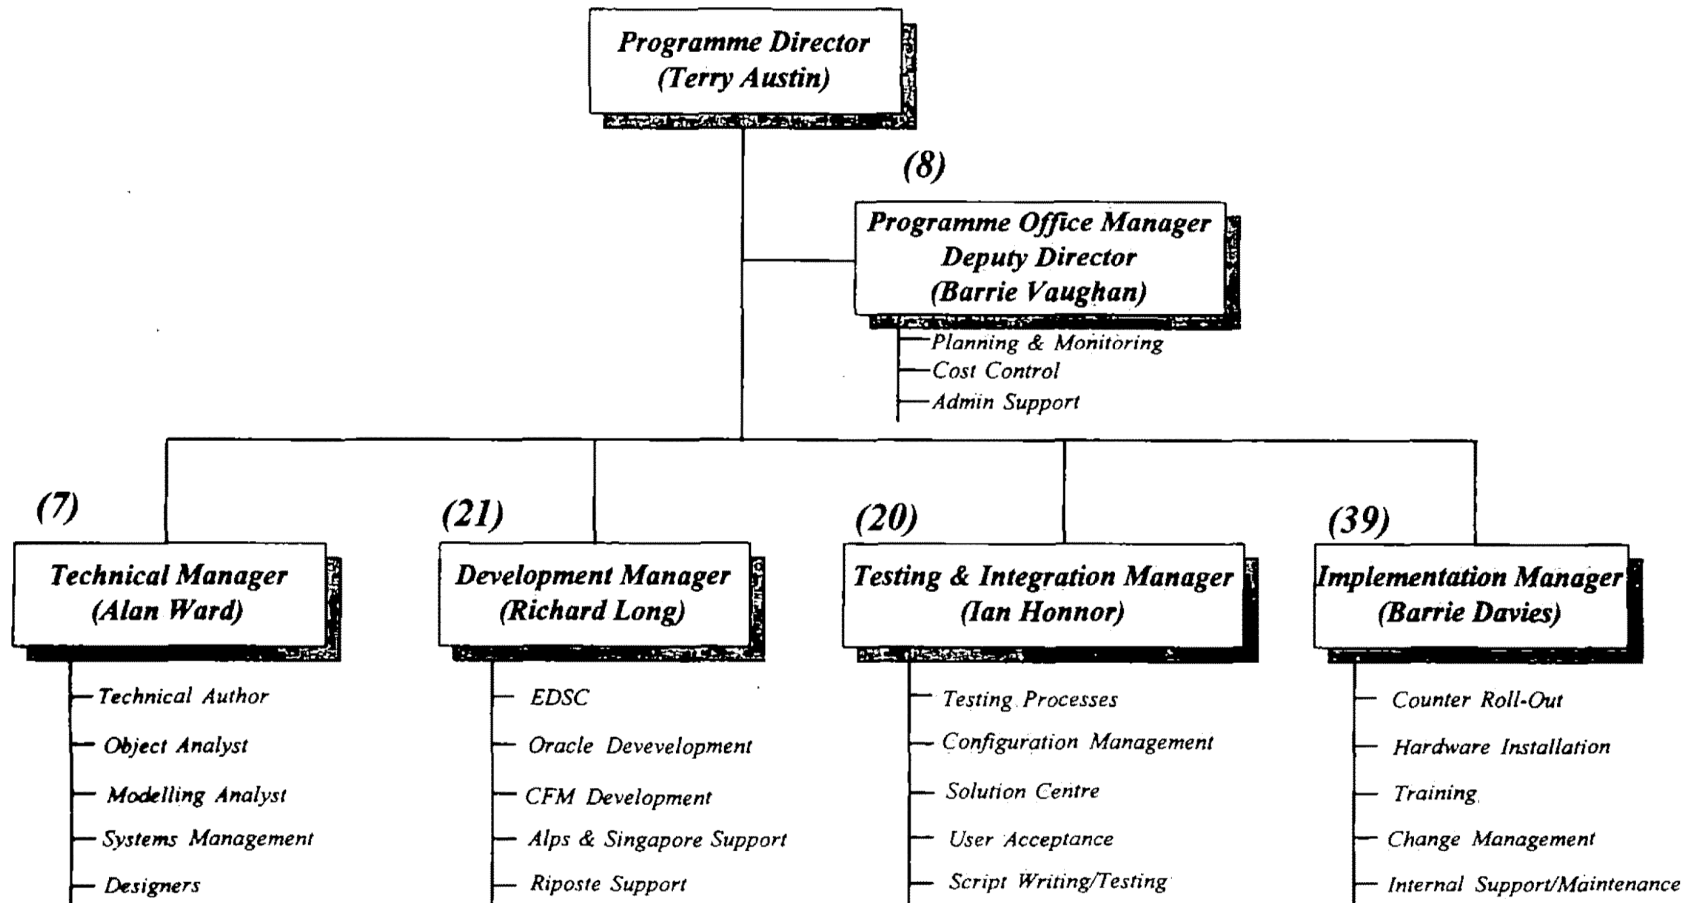 Programme Director
(Terry Austin)
(8)
Programme Office Manager
Deputy Director
(Barrie Vaughan)
Planning & Monitoring
Cost Control
Admin Support
(7)
Technical Manager
(Alan Ward)
Technical Author
Object Analyst
Modelling Analyst
Systems Management
Designers
(21)
Development Manager
(Richard Long)
EDSC
Oracle Devevelopment
CFM Development
Alps & Singapore Support
Riposte Support
(20)
Testing & Integration Manager
(Ian Honnor)
Testing Processes
Configuration Management
Solution Centre
User Acceptance
Script Writing/Testing
(39)
Implementation Manager
(Barrie Davies)
Counter Roll-Out
Hardware Installation
Training
Change Management
Internal Support/Maintenance